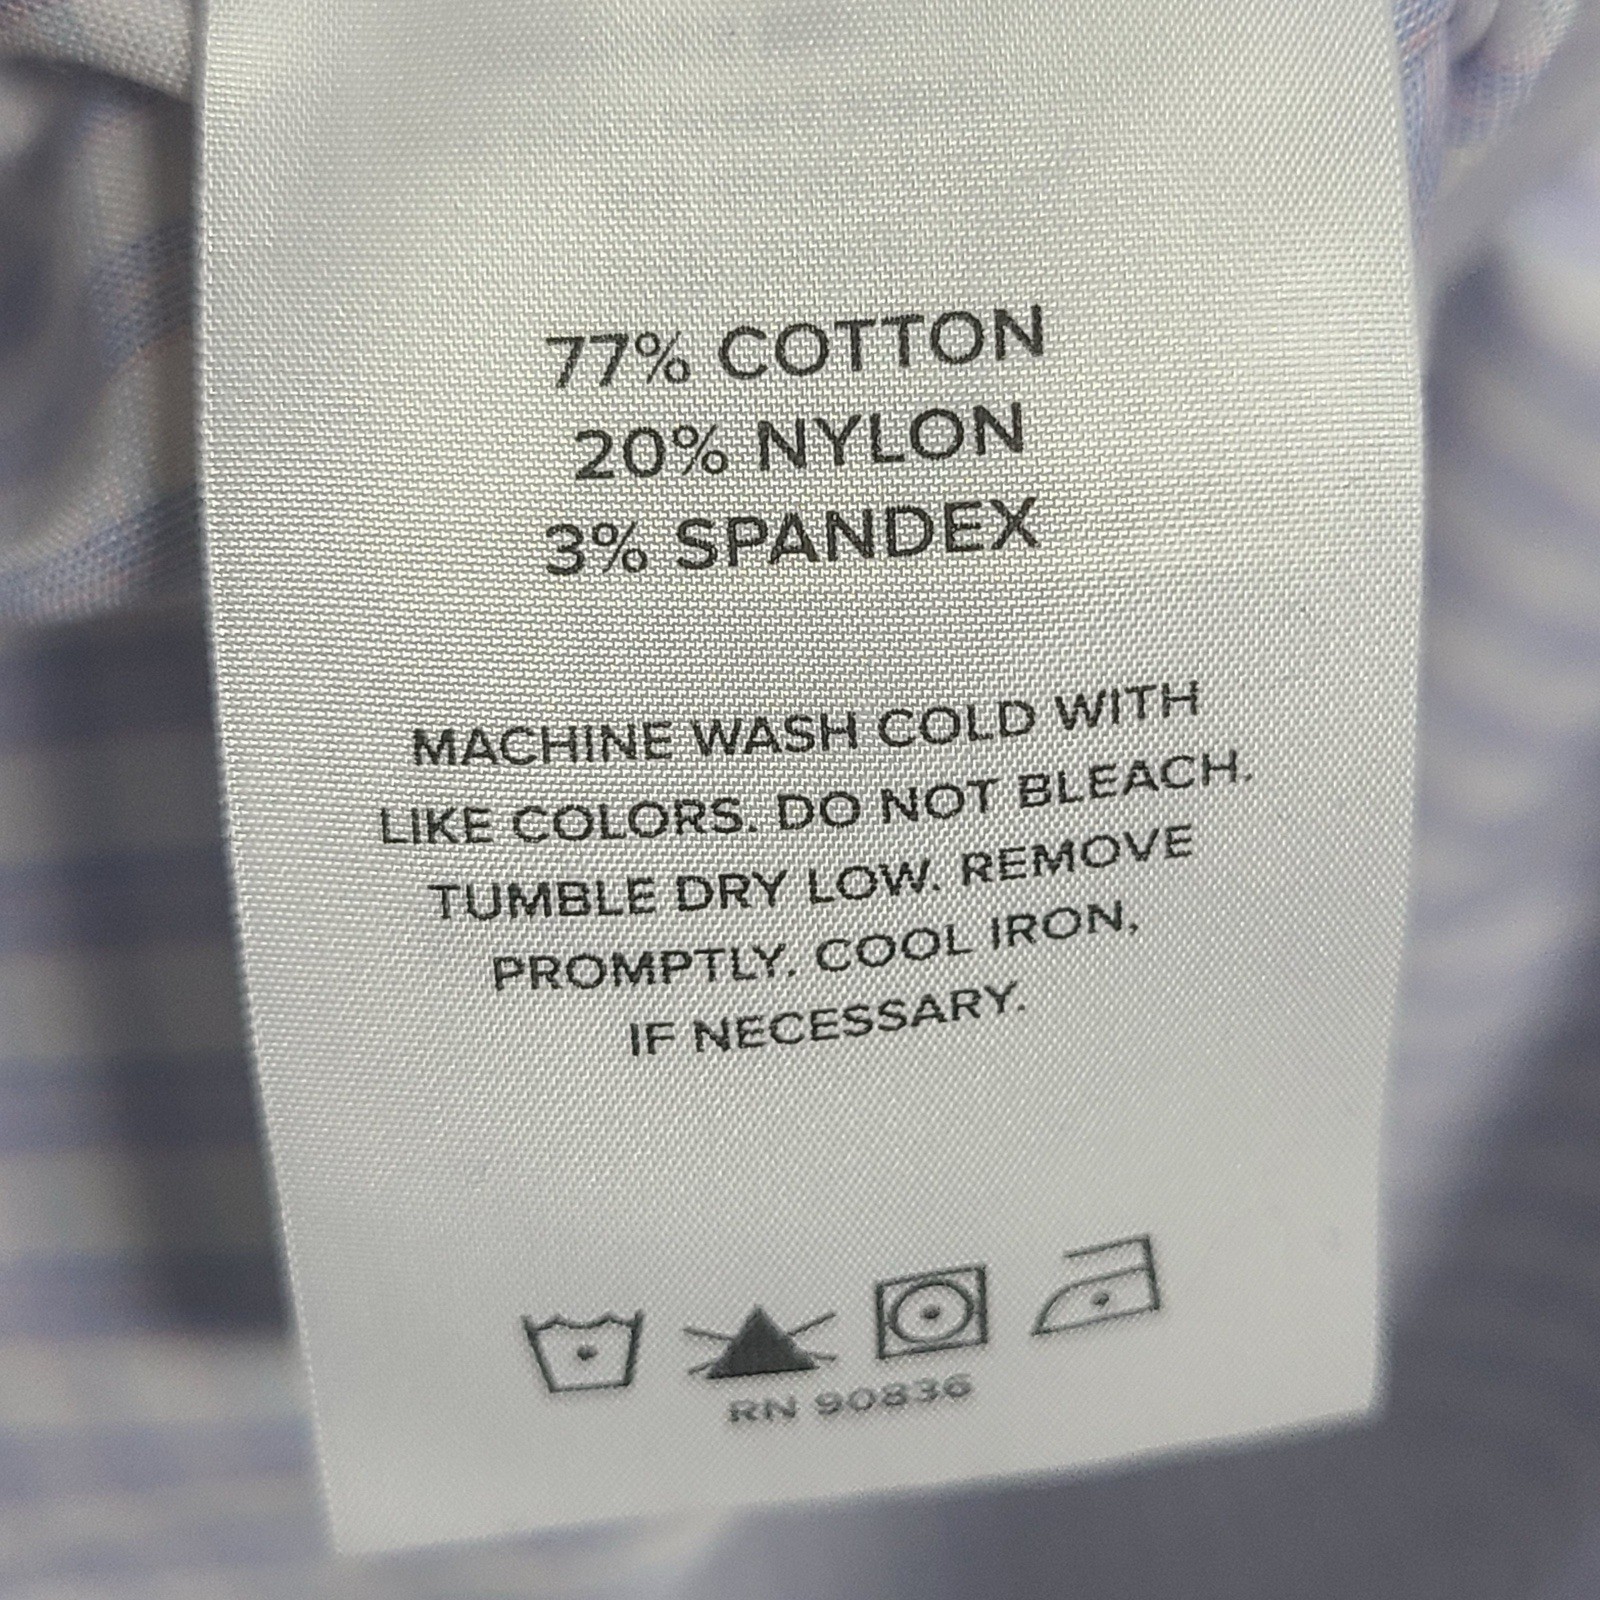 77% COTTON
20% NYLON
3% SPANDEX
MACHINE WASH COLD WITH
LIKE COLORS. DO NOT BLEACH.
TUMBLE DRY LOW. REMOVE
PROMPTLY. COOL IRON,
IF NECESSARY.
RN 90836